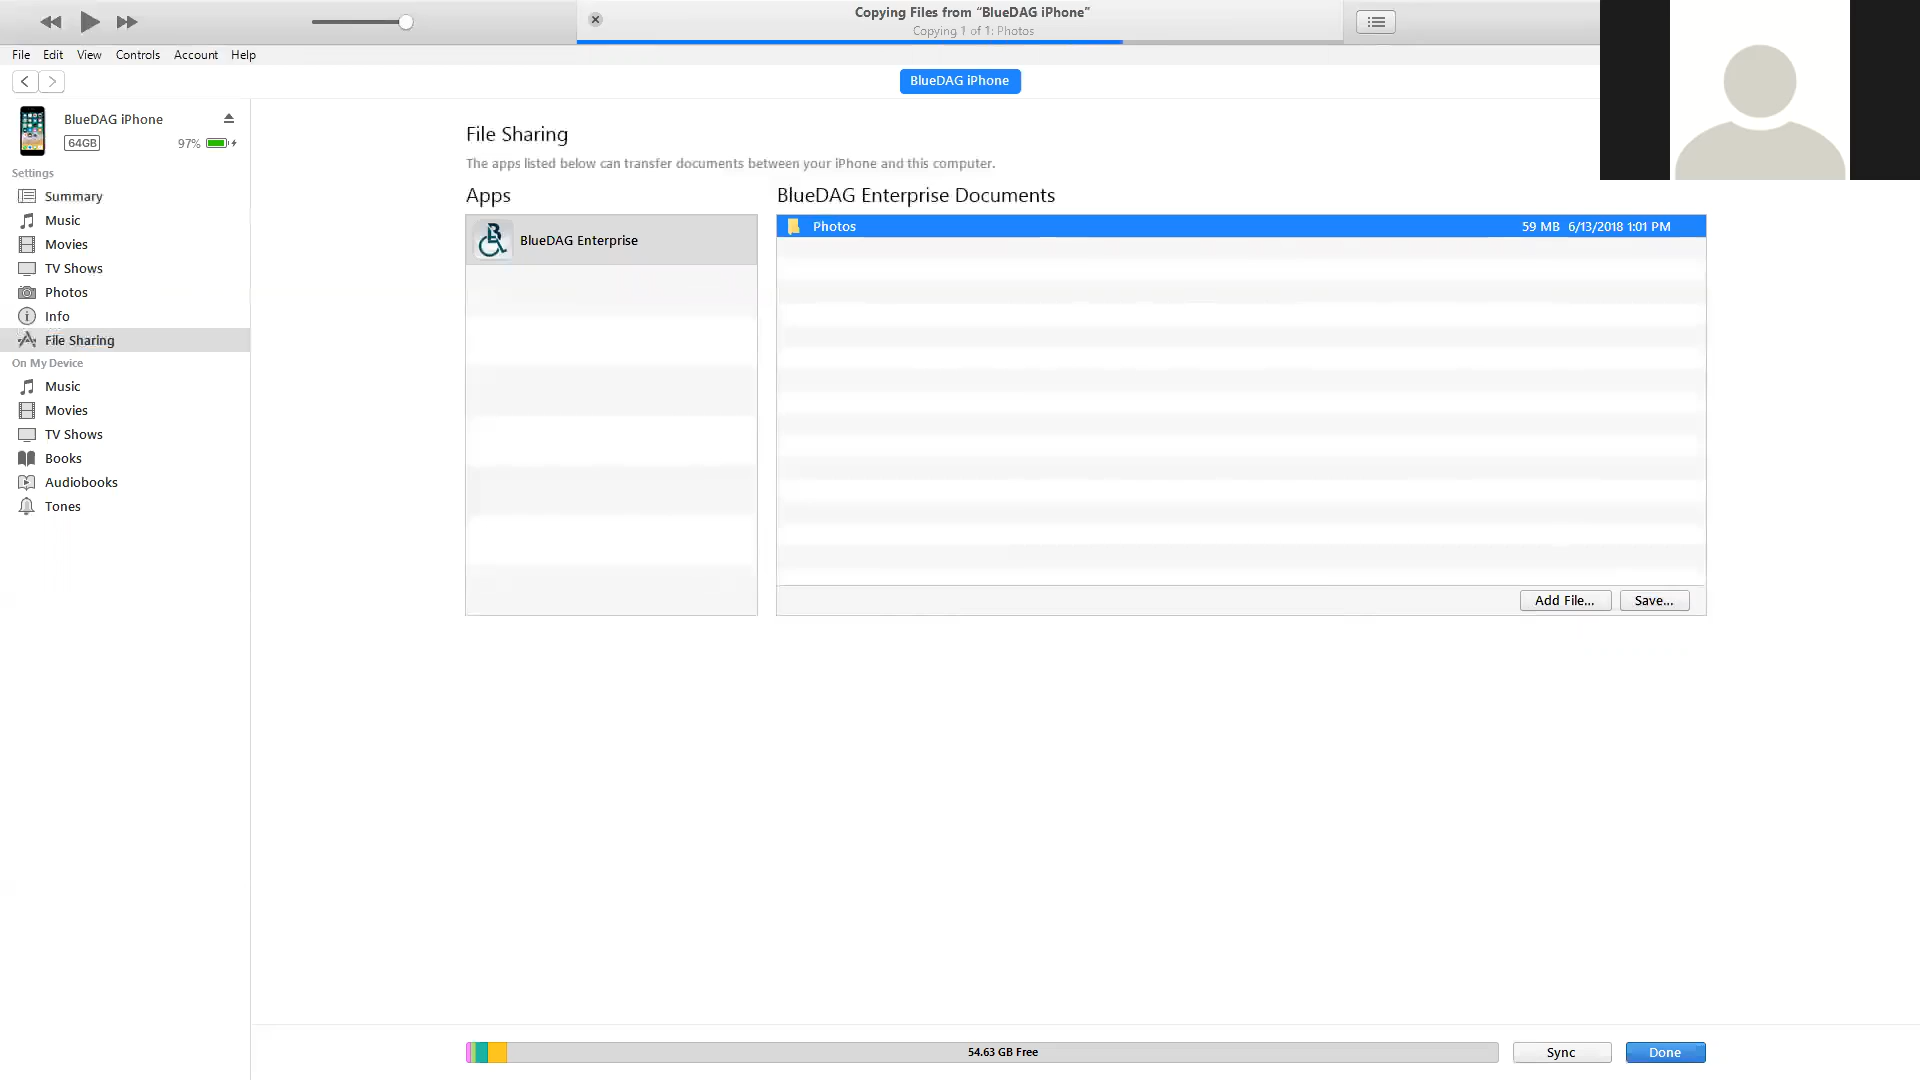 Copying Files from “BlueDAG iPhone”
Copying 1 of 1: Photos
File Edit View Controls Account Help
BlueDAG iPhone
BlueDAG iPhone
64GB 97%
Settings
Summary
Music
Movies
TV Shows
Photos
Info
File Sharing
On My Device
Music
Movies
TV Shows
Books
Audiobooks
Tones
File Sharing
The apps listed below can transfer documents between your iPhone and this computer.
Apps
BlueDAG Enterprise
BlueDAG Enterprise Documents
Photos 59 MB 6/13/2018 1:01 PM
Add File... Save...
54.63 GB Free
Sync Done